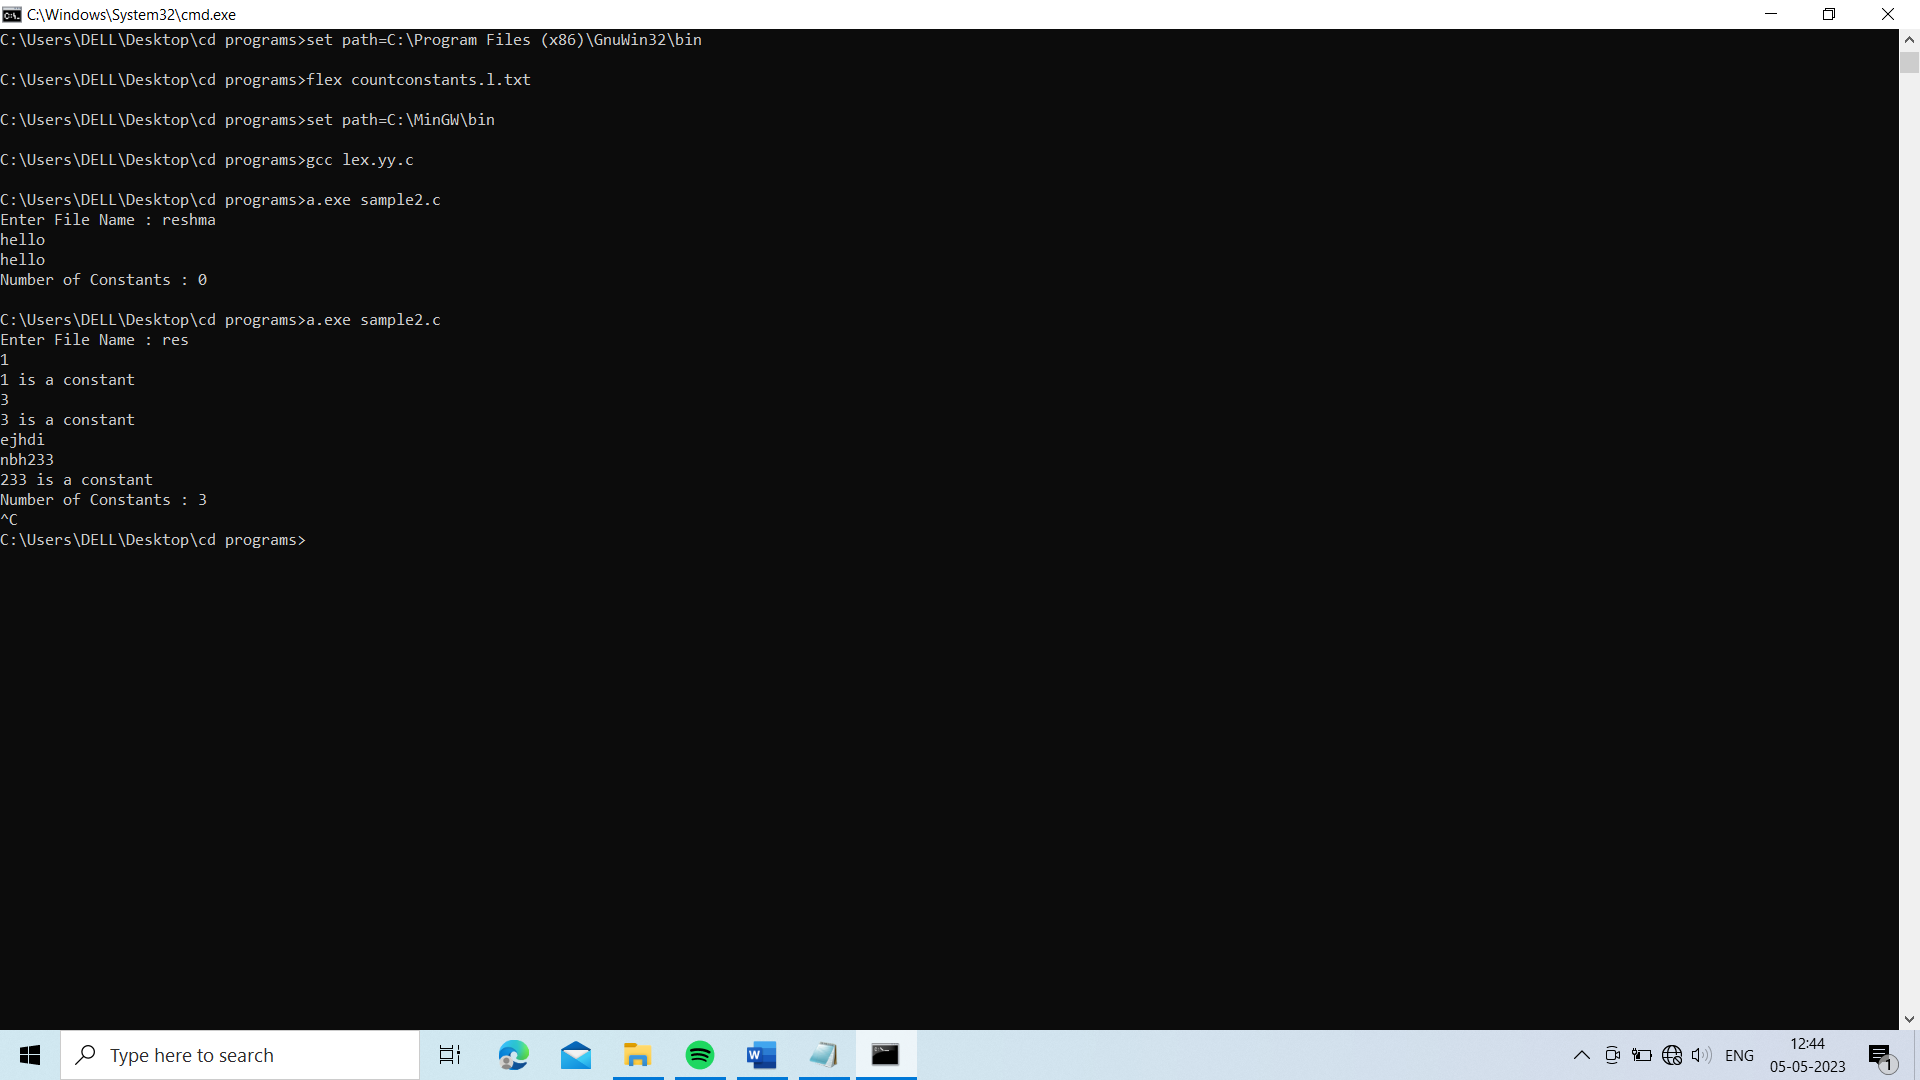 C:\Windows\System32\cmd.exe
C:\Users\DELL\Desktop\cd programs>set path=C:\Program Files (x86)\GnuWin32\bin
C:\Users\DELL\Desktop\cd programs>flex countconstants.l.txt
C:\Users\DELL\Desktop\cd programs>set path=C:\MinGW\bin
C:\Users\DELL\Desktop\cd programs>gcc lex.yy.c
C:\Users\DELL\Desktop\cd programs>a.exe sample2.c
Enter File Name : reshma
hello
hello
Number of Constants : 0
C:\Users\DELL\Desktop\cd programs>a.exe sample2.c
Enter File Name : res
1
1 is a constant
3
3 is a constant
ejhdi
nbh233
233 is a constant
Number of Constants : 3
^C
C:\Users\DELL\Desktop\cd programs>
Type here to search
ENG
12:44
05-05-2023
1